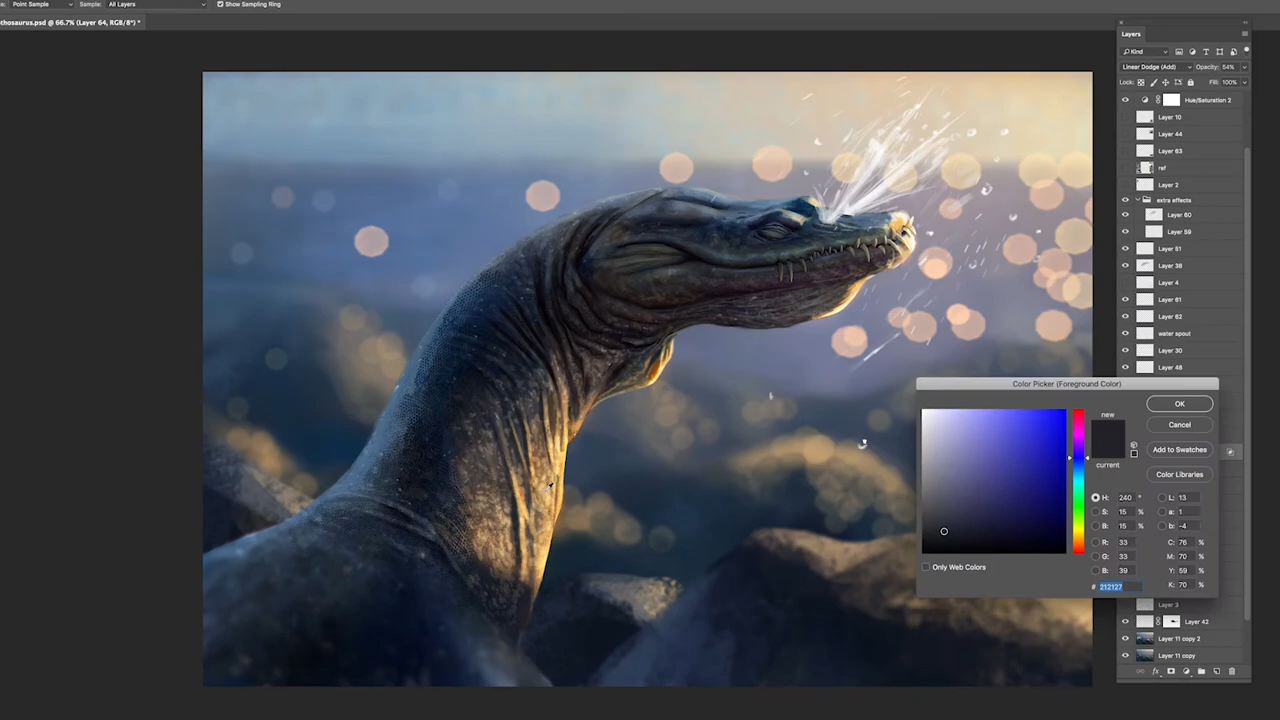 Point Sample Sample: All Layers Show Sampling Ring
thosaurus.psd @ 66.7% (Layer 64, RGB/8*) *
Layers
Kind
Linear Dodge (Add) Opacity: 54%
Lock: Fill: 100%
Hue/Saturation 2
Layer 10
Layer 44
Layer 63
ref
Layer 2
extra effects
Layer 60
Layer 59
Layer 51
Layer 38
Layer 4
Layer 61
Layer 62
water spout
Layer 30
Layer 48
Color Picker (Foreground Color)
new
current
OK
Cancel
Add to Swatches
Color Libraries
H: 240 ° L: 13
S: 15 % a: 1
B: 15 % b: -4
R: 33 C: 76 %
G: 33 M: 70 %
B: 39 Y: 59 %
# 212127 K: 70 %
Only Web Colors
Layer 3
Layer 42
Layer 11 copy 2
Layer 11 copy
fx